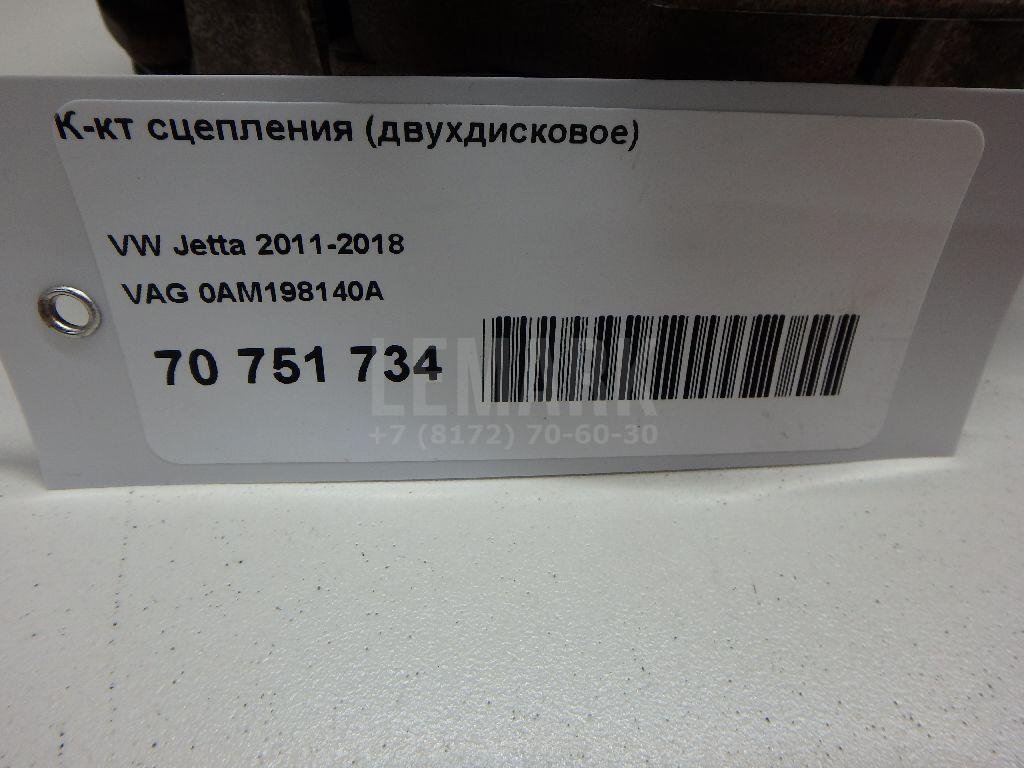 К-кт сцепления (двухдисковое)
VW Jetta 2011-2018
VAG 0AM198140A
70 751 734
LEMARK
+7 (8172) 70-60-30